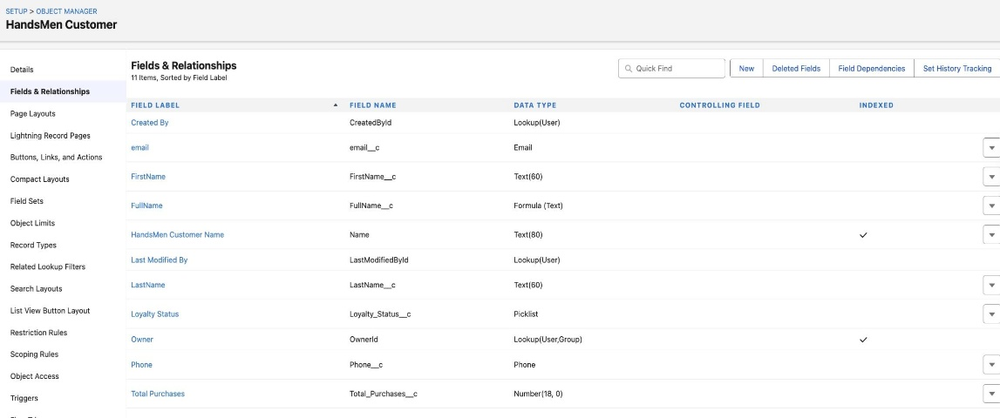 SETUP > OBJECT MANAGER
HandsMen Customer
Details
Fields & Relationships
Page Layouts
Lightning Record Pages
Buttons, Links, and Actions
Compact Layouts
Field Sets
Object Limits
Record Types
Related Lookup Filters
Search Layouts
List View Button Layout
Restriction Rules
Scoping Rules
Object Access
Triggers
Fields & Relationships
11 Items, Sorted by Field Label
Quick Find
New
Deleted Fields
Field Dependencies
Set History Tracking
FIELD LABEL FIELD NAME DATA TYPE CONTROLLING FIELD INDEXED
Created By CreatedById Lookup(User)
email email__c Email
FirstName FirstName__c Text(60)
FullName FullName__c Formula (Text)
HandsMen Customer Name Name Text(80)
Last Modified By LastModifiedById Lookup(User)
LastName LastName__c Text(60)
Loyalty Status Loyalty_Status__c Picklist
Owner OwnerId Lookup(User,Group)
Phone Phone__c Phone
Total Purchases Total_Purchases__c Number(18, 0)